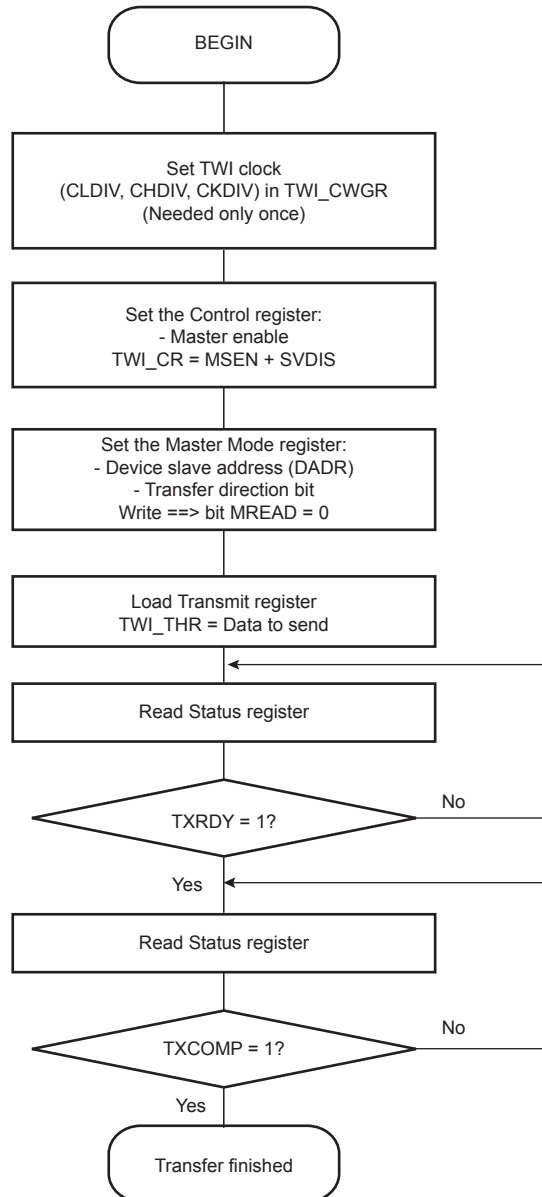 BEGIN
Set TWI clock
(CLDIV, CHDIV, CKDIV) in TWI_CWGR
(Needed only once)
Set the Control register:
- Master enable
TWI_CR = MSEN + SVDIS
Set the Master Mode register:
- Device slave address (DADR)
- Transfer direction bit
Write ==> bit MREAD = 0
Load Transmit register
TWI_THR = Data to send
Read Status register
TXRDY = 1?
No
Yes
Read Status register
TXCOMP = 1?
No
Yes
Transfer finished